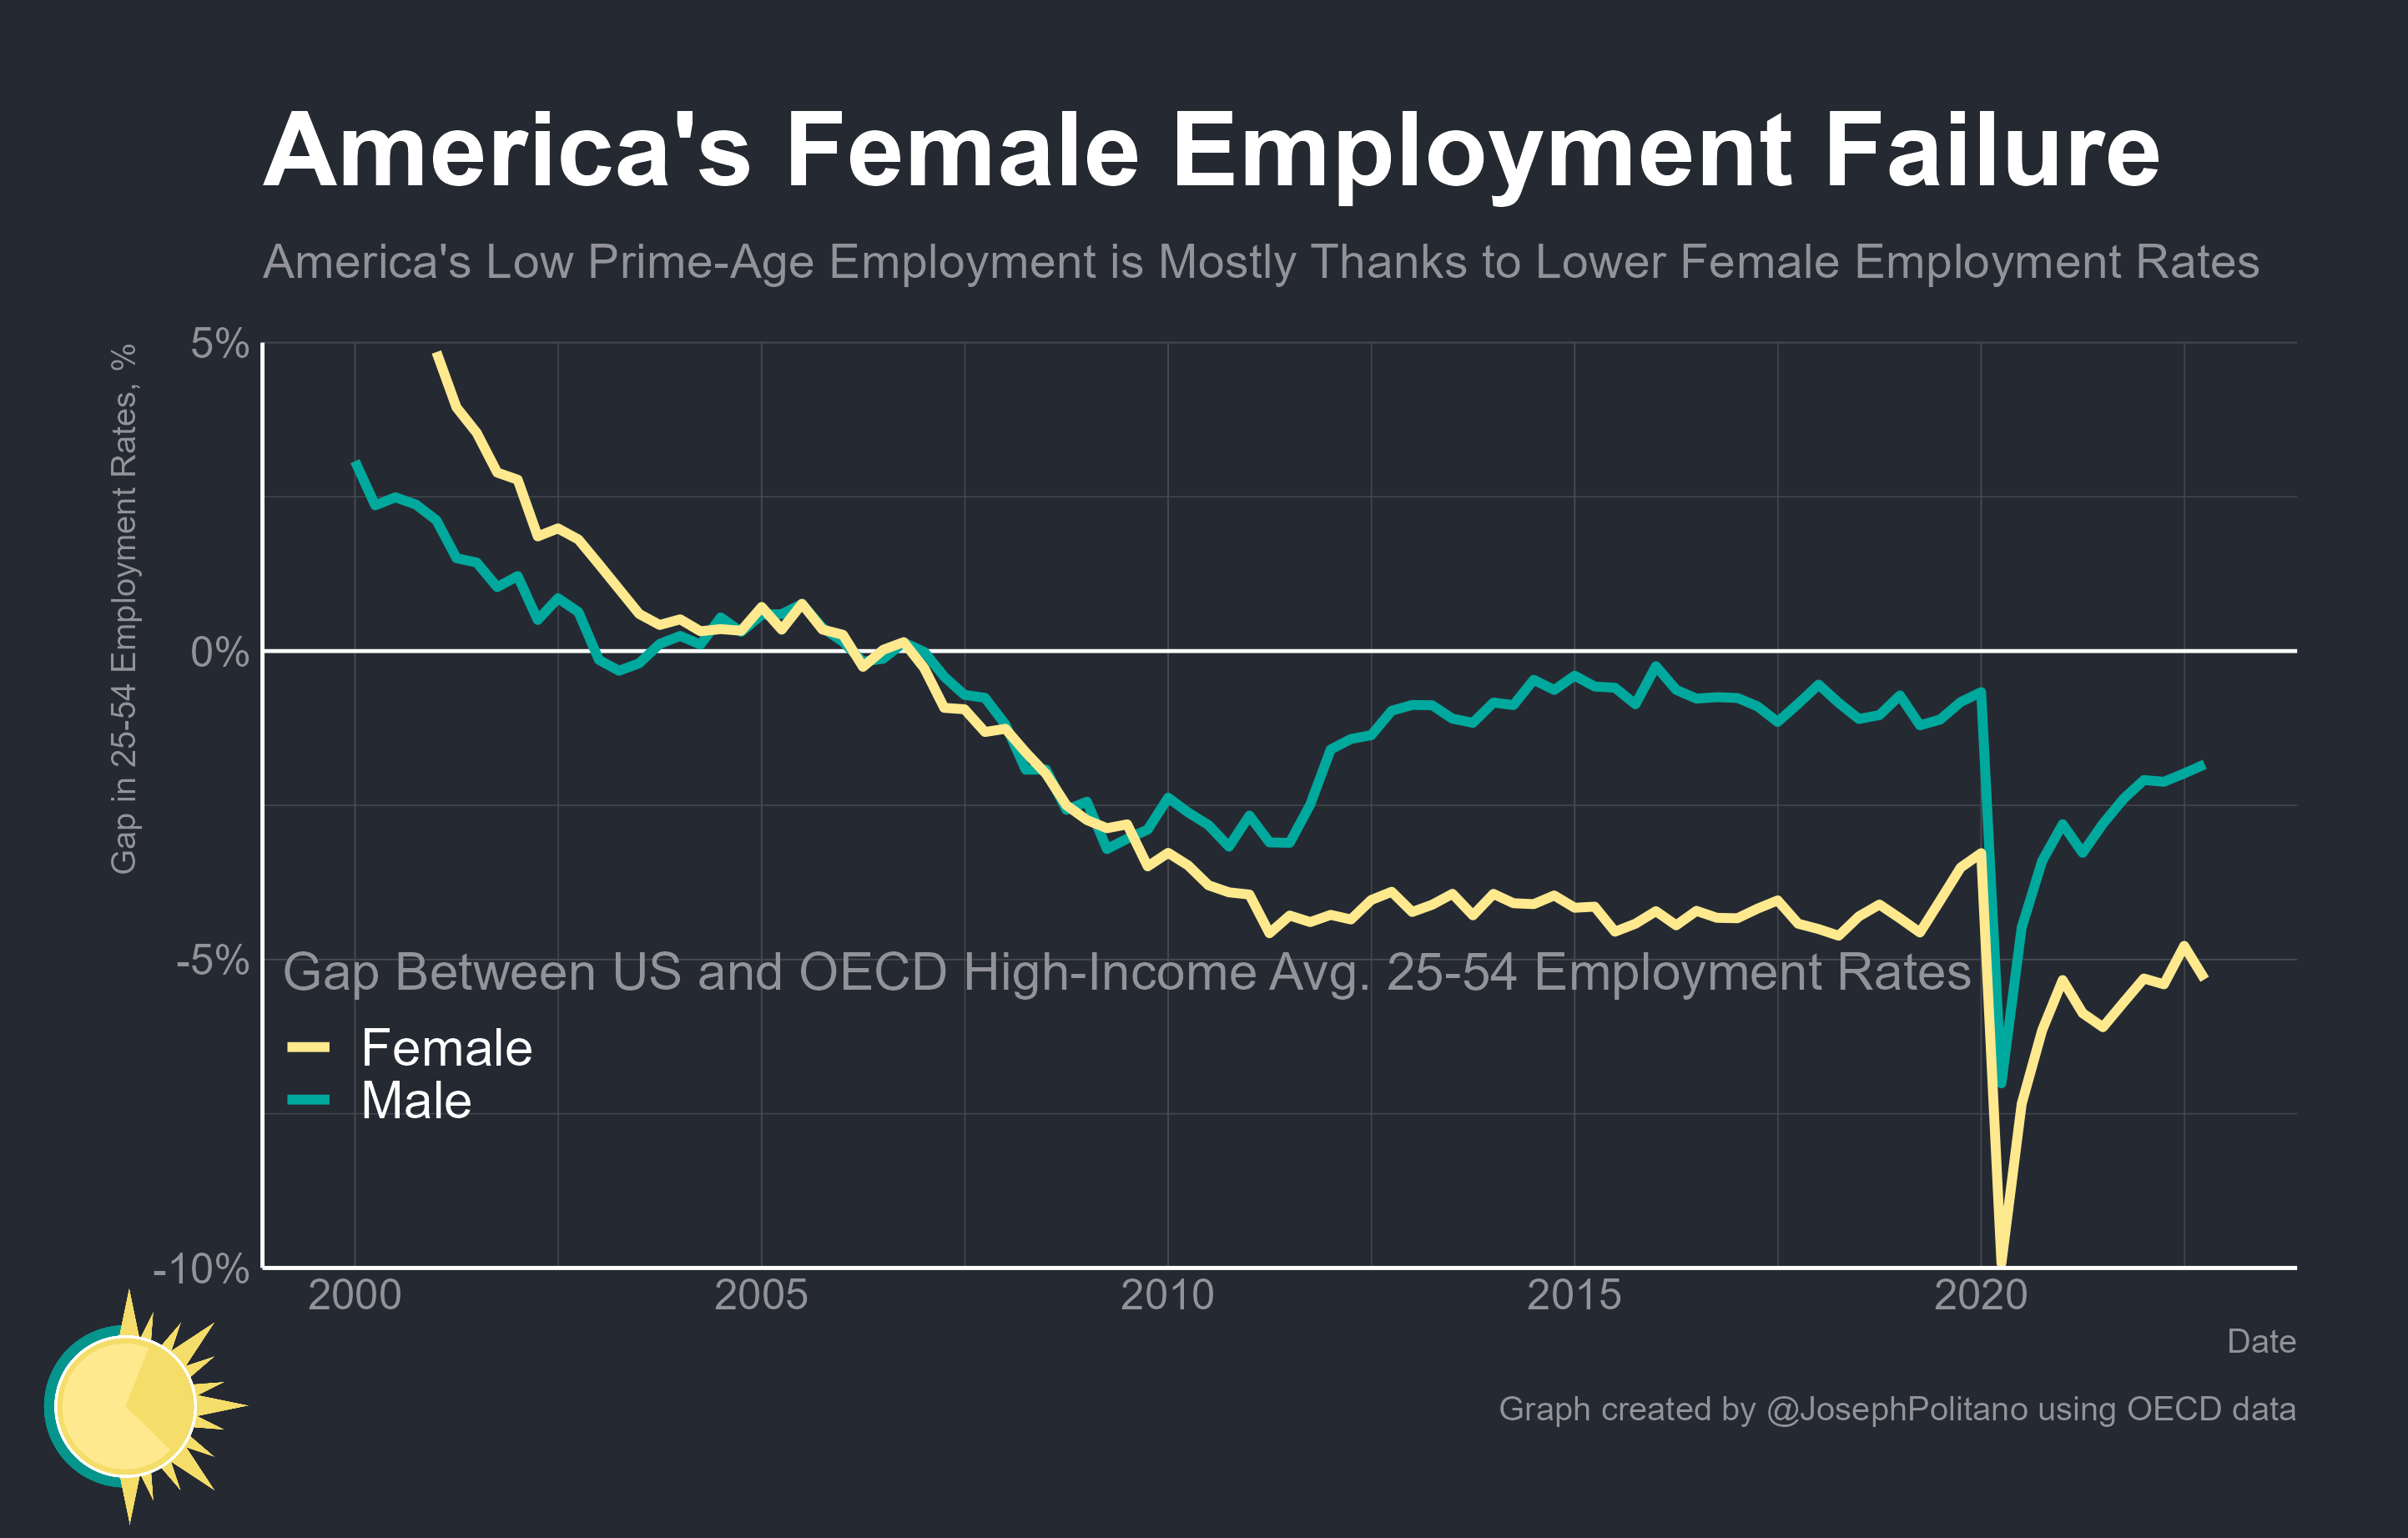 America's Female Employment Failure
America's Low Prime-Age Employment is Mostly Thanks to Lower Female Employment Rates
Gap in 25-54 Employment Rates, %
5%
0%
-5%
-10%
Gap Between US and OECD High-Income Avg. 25-54 Employment Rates
Female
Male
2000 2005 2010 2015 2020
Date
Graph created by @JosephPolitano using OECD data